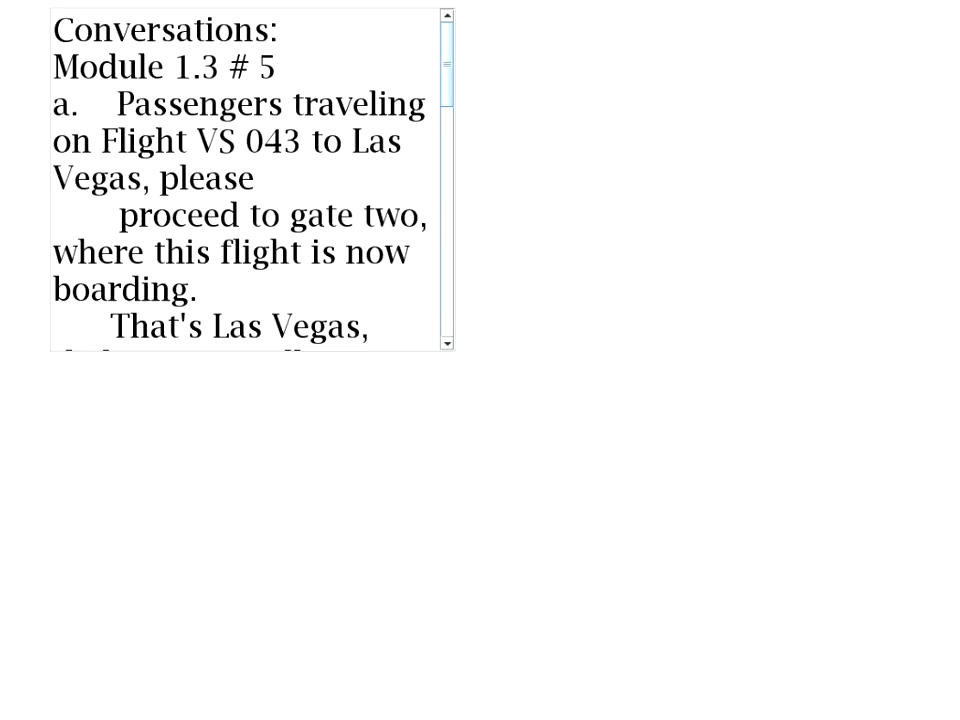 Conversations:
Module 1.3 # 5
a. Passengers traveling
on Flight VS 043 to Las
Vegas, please
proceed to gate two,
where this flight is now
boarding.
That's Las Vegas,